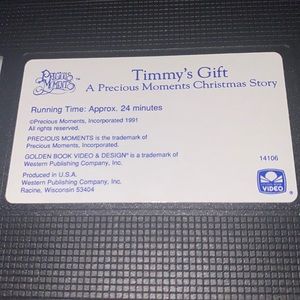 Precious Moments
Timmy's Gift
A Precious Moments Christmas Story
Running Time: Approx. 24 minutes
©Precious Moments, Incorporated 1991
All rights reserved.
PRECIOUS MOMENTS is the trademark of
Precious Moments, Incorporated.
GOLDEN BOOK VIDEO & DESIGN® is a trademark of
Western Publishing Company, Inc.
14106
Produced in U.S.A.
Western Publishing Company, Inc.
Racine, Wisconsin 53404
VIDEO
®